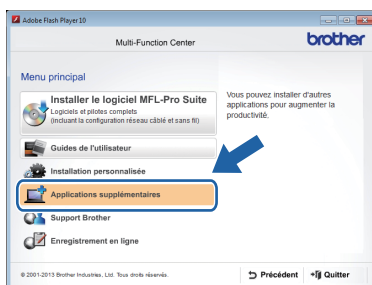 Adobe Flash Player 10
Multi-Function Center
brother
Menu principal
Installer le logiciel MFL-Pro Suite
Logiciels et pilotes complets
(incluant la configuration réseau câblé et sans fil)
Vous pouvez installer d'autres
applications pour augmenter la
productivité.
Guides de l'utilisateur
Installation personnalisée
Applications supplémentaires
Support Brother
Enregistrement en ligne
© 2001-2013 Brother Industries, Ltd. Tous droits réservés.
Précédent
Quitter